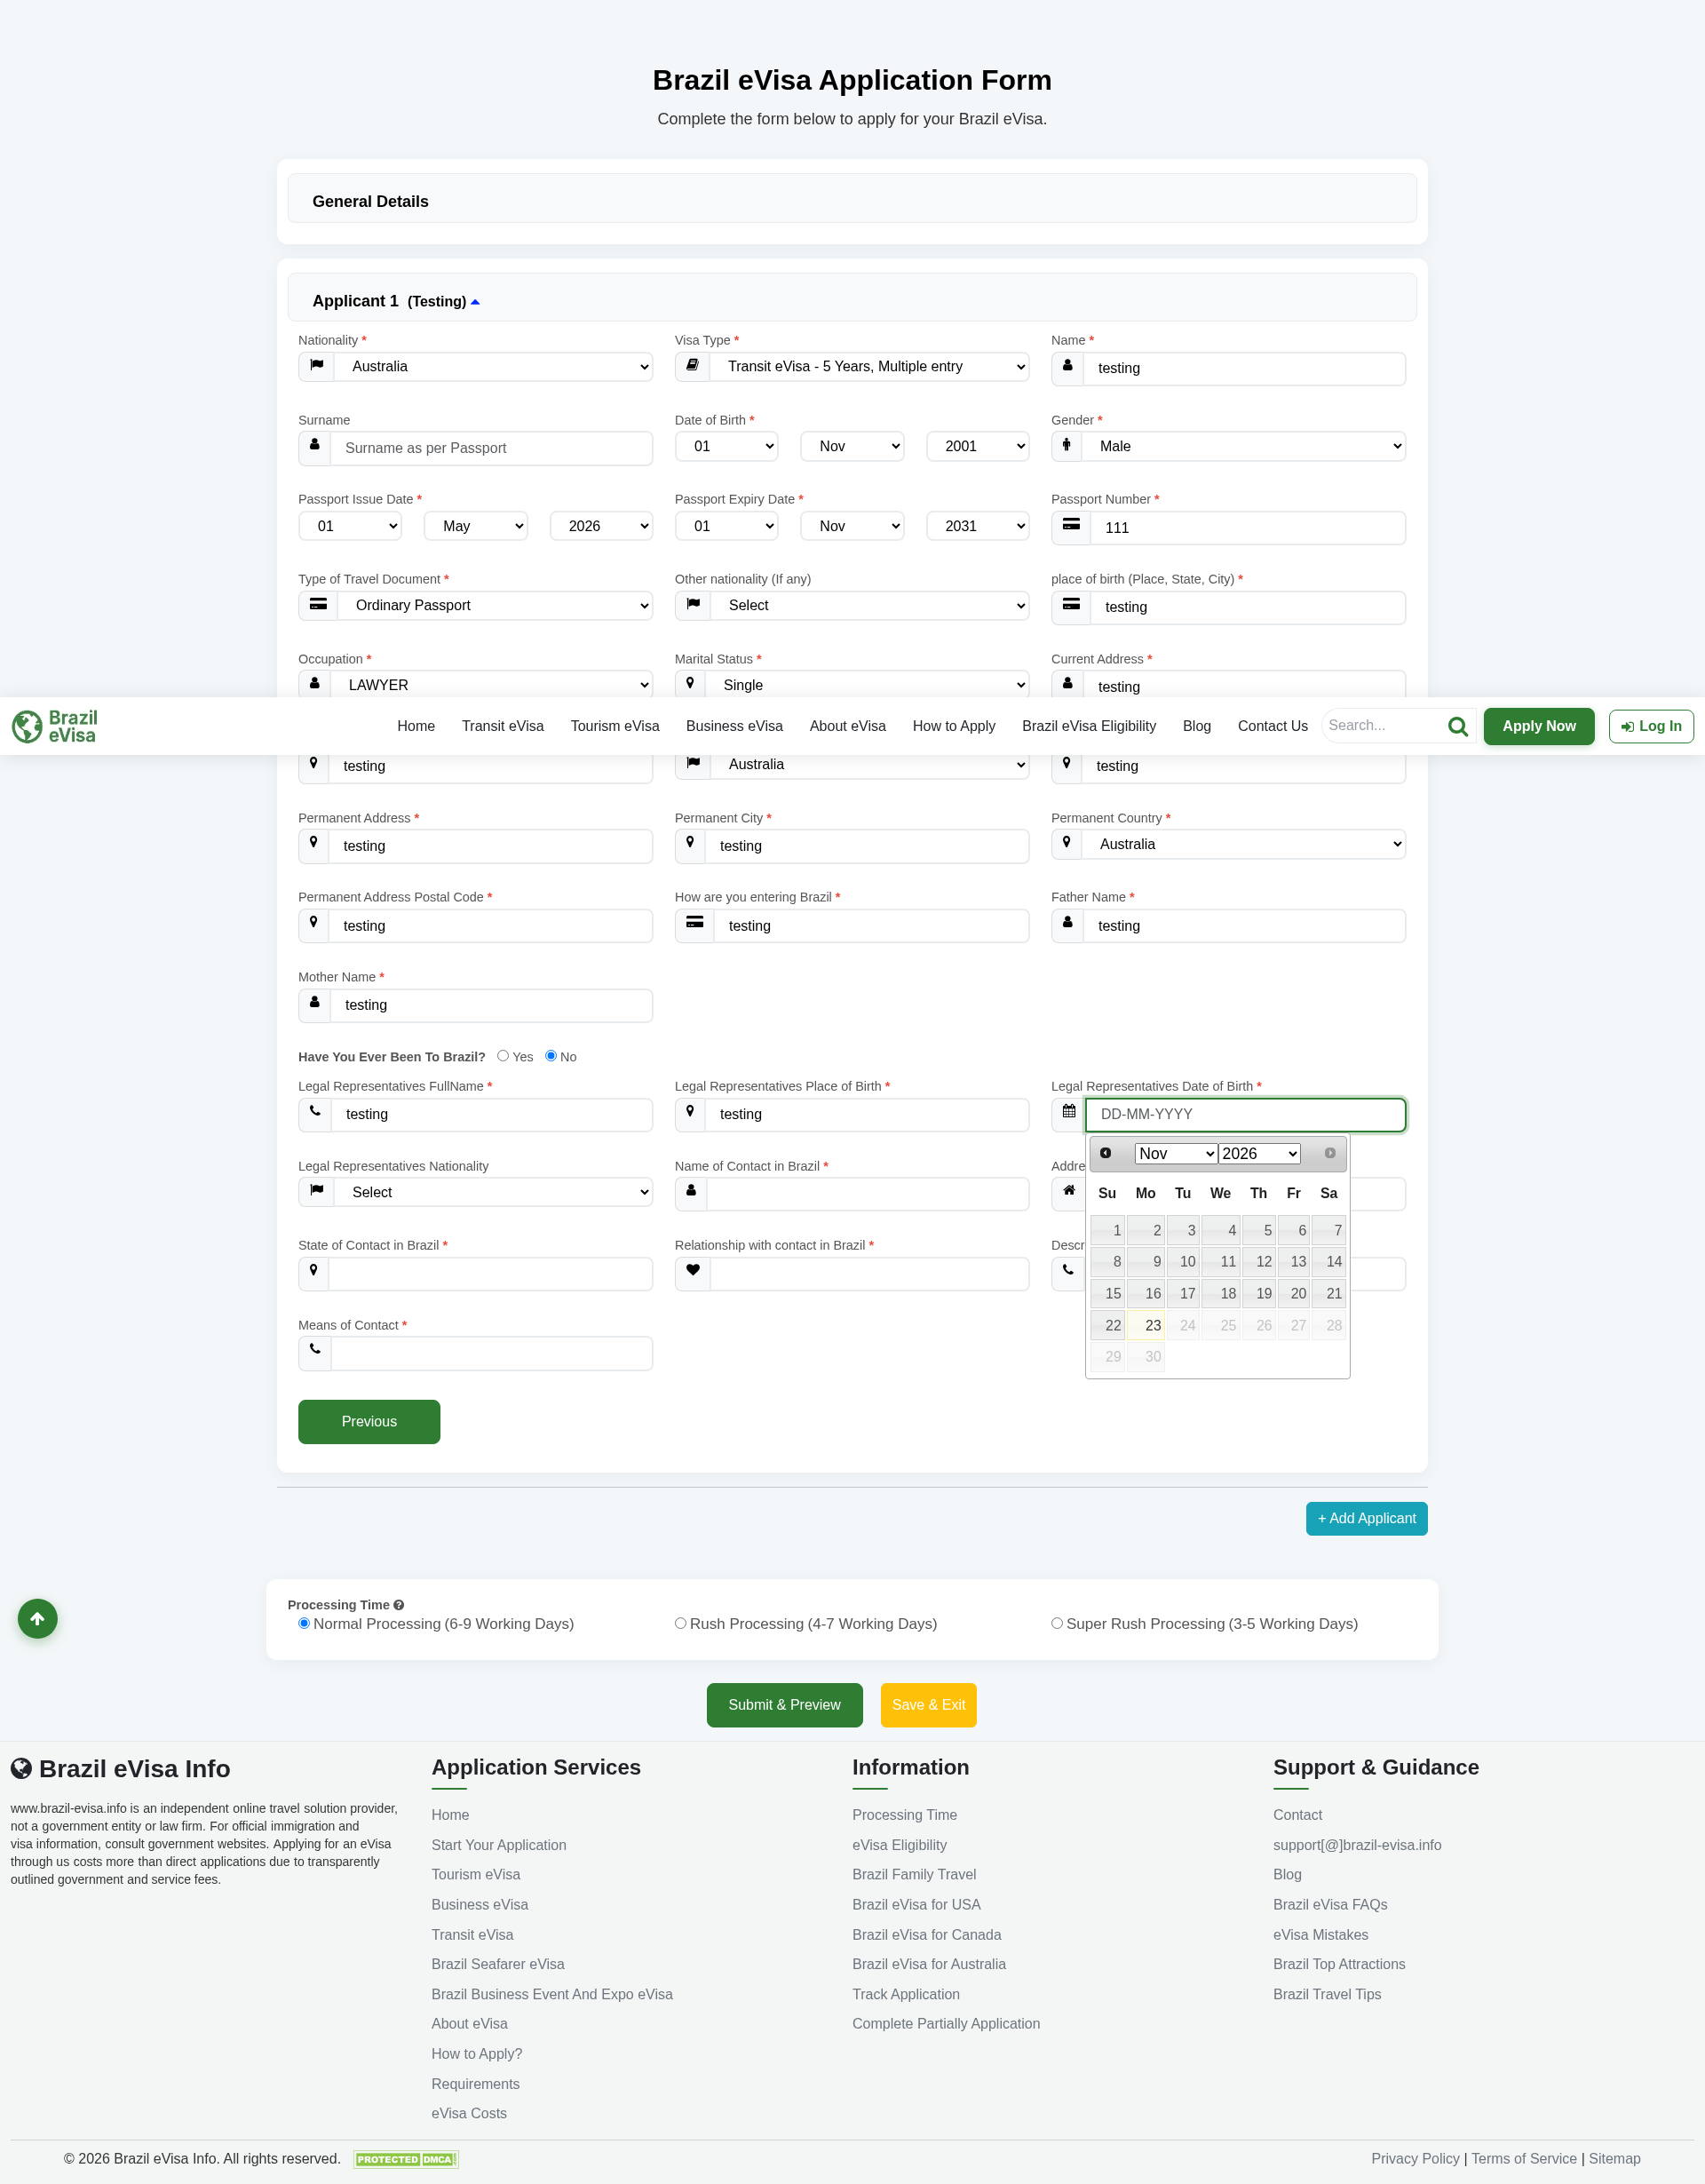 Brazil eVisa Application Form
Complete the form below to apply for your Brazil eVisa.
General Details
Applicant 1 (Testing)
Nationality * Visa Type * Name *
Australia Transit eVisa - 5 Years, Multiple entry testing
Surname Date of Birth * Gender *
Surname as per Passport 01 Nov 2001 Male
Passport Issue Date * Passport Expiry Date * Passport Number *
01 May 2026 01 Nov 2031 111
Type of Travel Document * Other nationality (If any) place of birth (Place, State, City) *
Ordinary Passport Select testing
Occupation * Marital Status * Current Address *
LAWYER Single testing
Brazil eVisa Home Transit eVisa Tourism eVisa Business eVisa About eVisa How to Apply Brazil eVisa Eligibility Blog Contact Us Search... Apply Now Log In
testing Australia testing
Permanent Address * Permanent City * Permanent Country *
testing testing Australia
Permanent Address Postal Code * How are you entering Brazil * Father Name *
testing testing testing
Mother Name *
testing
Have You Ever Been To Brazil? Yes No
Legal Representatives FullName * Legal Representatives Place of Birth * Legal Representatives Date of Birth *
testing testing DD-MM-YYYY
Nov 2026
Legal Representatives Nationality Name of Contact in Brazil * Addre
Select
Su Mo Tu We Th Fr Sa
1 2 3 4 5 6 7
State of Contact in Brazil * Relationship with contact in Brazil * Descr
8 9 10 11 12 13 14
15 16 17 18 19 20 21
Means of Contact *
22 23 24 25 26 27 28
29 30
Previous
+ Add Applicant
Processing Time
Normal Processing (6-9 Working Days) Rush Processing (4-7 Working Days) Super Rush Processing (3-5 Working Days)
Submit & Preview Save & Exit
Brazil eVisa Info
www.brazil-evisa.info is an independent online travel solution provider,
not a government entity or law firm. For official immigration and
visa information, consult government websites. Applying for an eVisa
through us costs more than direct applications due to transparently
outlined government and service fees.
Application Services
Home
Start Your Application
Tourism eVisa
Business eVisa
Transit eVisa
Brazil Seafarer eVisa
Brazil Business Event And Expo eVisa
About eVisa
How to Apply?
Requirements
eVisa Costs
Information
Processing Time
eVisa Eligibility
Brazil Family Travel
Brazil eVisa for USA
Brazil eVisa for Canada
Brazil eVisa for Australia
Track Application
Complete Partially Application
Support & Guidance
Contact
support[@]brazil-evisa.info
Blog
Brazil eVisa FAQs
eVisa Mistakes
Brazil Top Attractions
Brazil Travel Tips
© 2026 Brazil eVisa Info. All rights reserved. PROTECTED DMCA Privacy Policy | Terms of Service | Sitemap